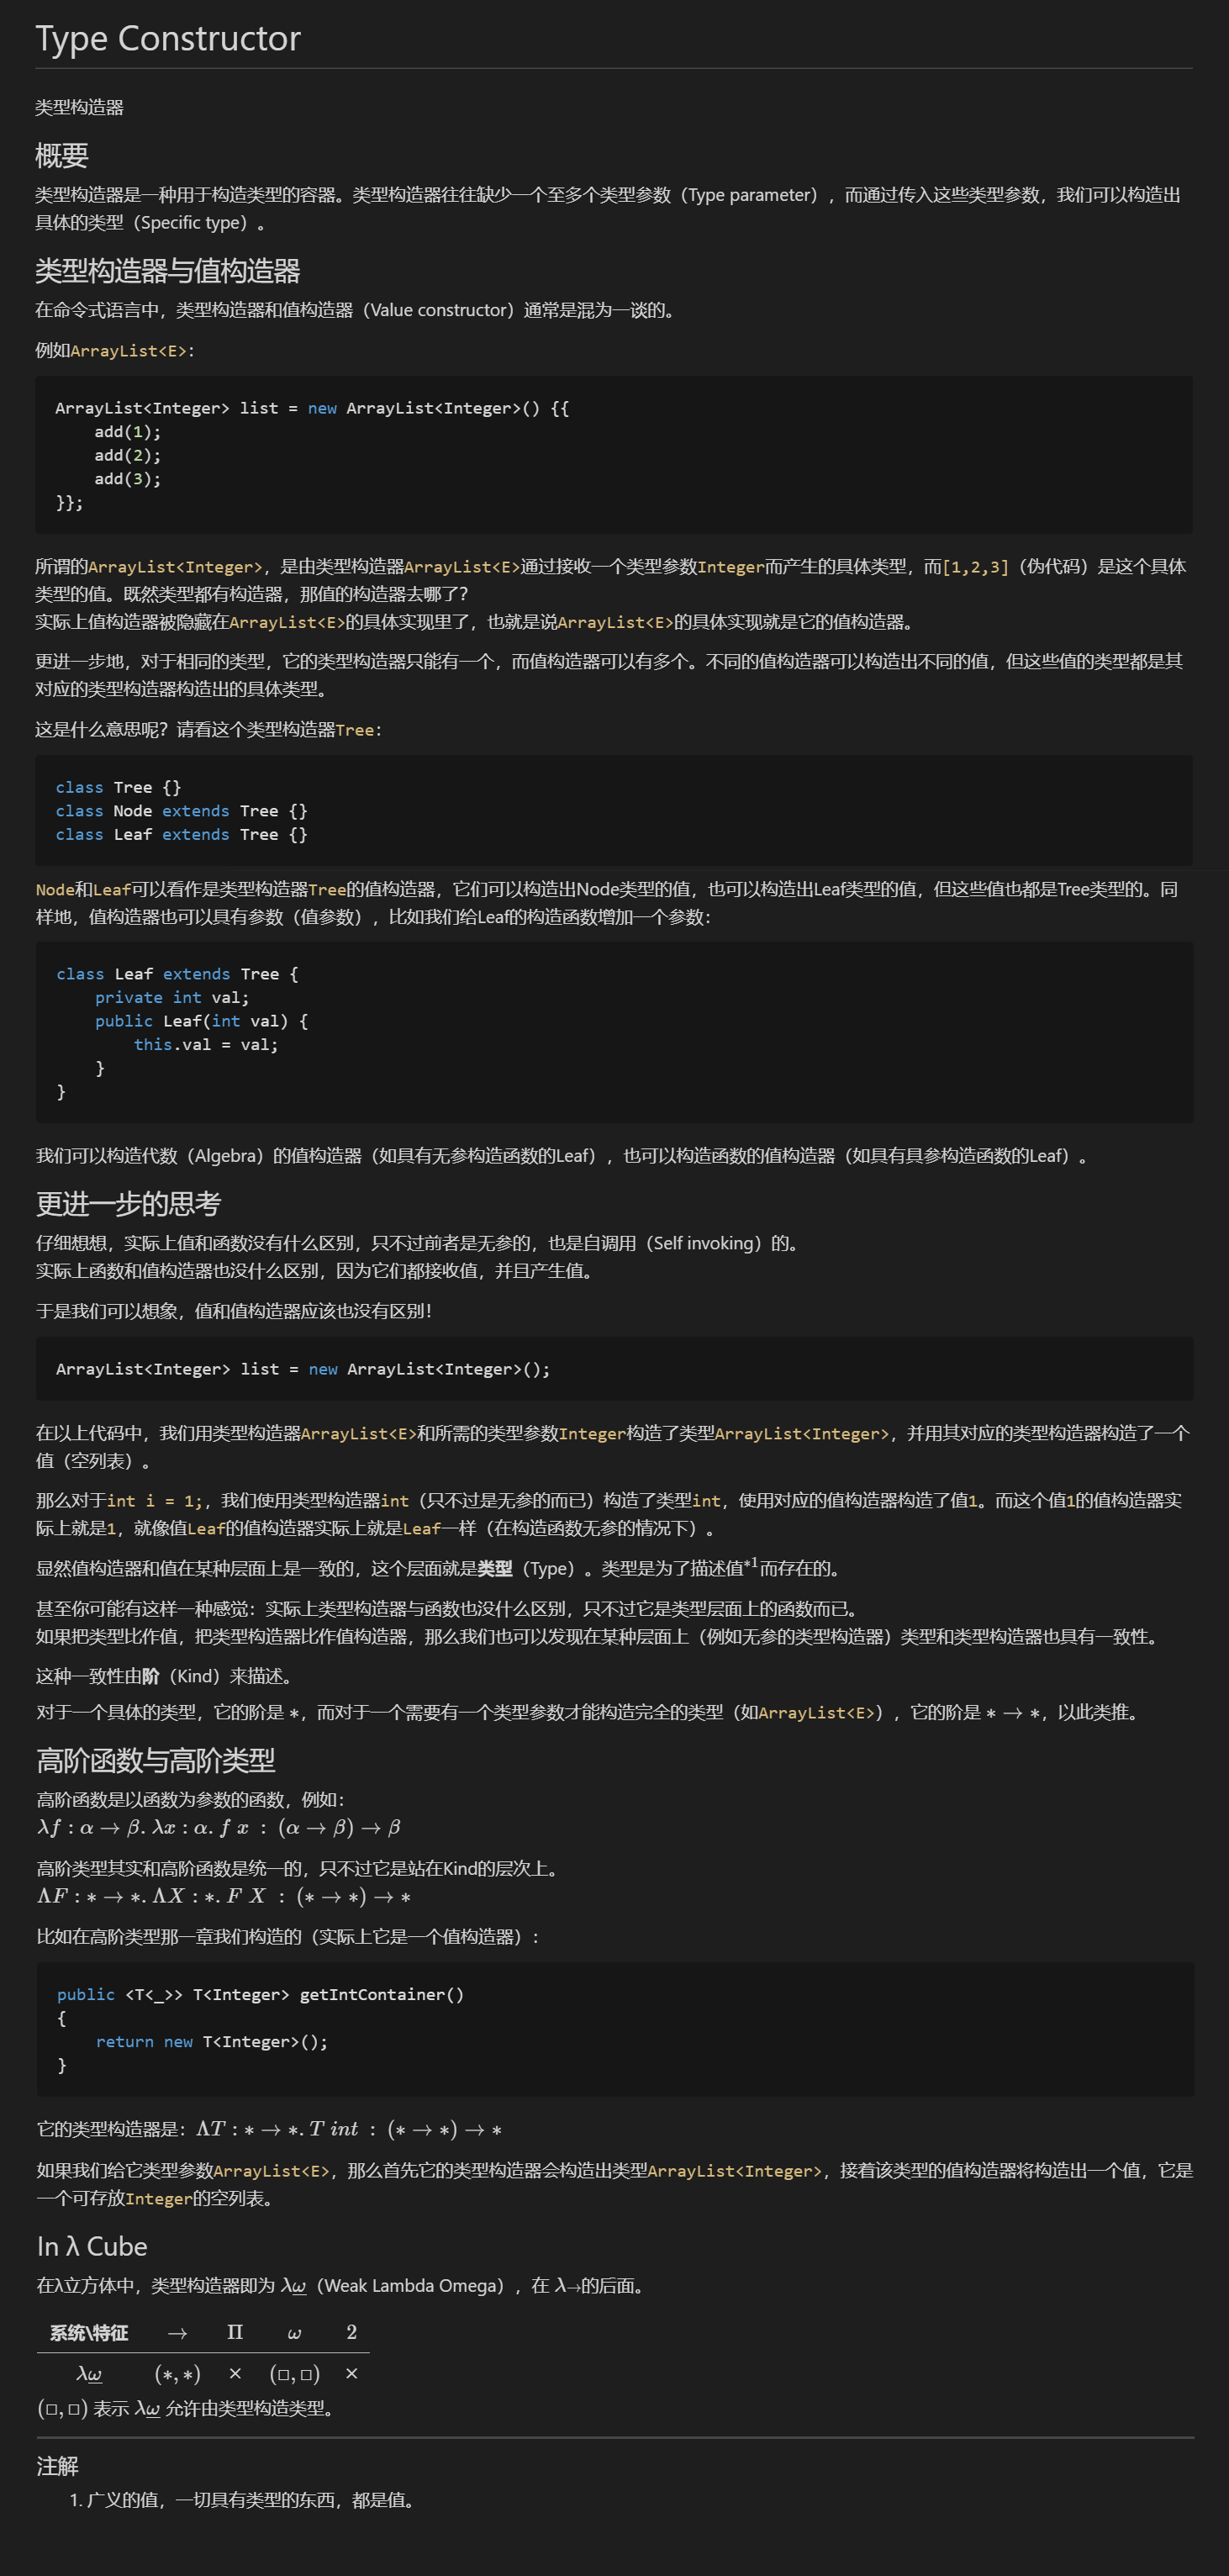 Type Constructor
类型构造器
概要
类型构造器是一种用于构造类型的容器。类型构造器往往缺少一个至多个类型参数（Type parameter），而通过传入这些类型参数，我们可以构造出
具体的类型（Specific type）。
类型构造器与值构造器
在命令式语言中，类型构造器和值构造器（Value constructor）通常是混为一谈的。
例如ArrayList<E>：
ArrayList<Integer> list = new ArrayList<Integer>() {{
    add(1);
    add(2);
    add(3);
}};
所谓的ArrayList<Integer>，是由类型构造器ArrayList<E>通过接收一个类型参数Integer而产生的具体类型，而[1,2,3]（伪代码）是这个具体
类型的值。既然类型都有构造器，那值的构造器去哪了？
实际上值构造器被隐藏在ArrayList<E>的具体实现里了，也就是说ArrayList<E>的具体实现就是它的值构造器。
更进一步地，对于相同的类型，它的类型构造器只能有一个，而值构造器可以有多个。不同的值构造器可以构造出不同的值，但这些值的类型都是其
对应的类型构造器构造出的具体类型。
这是什么意思呢？请看这个类型构造器Tree：
class Tree {}
class Node extends Tree {}
class Leaf extends Tree {}
Node和Leaf可以看作是类型构造器Tree的值构造器，它们可以构造出Node类型的值，也可以构造出Leaf类型的值，但这些值也都是Tree类型的。同
样地，值构造器也可以具有参数（值参数），比如我们给Leaf的构造函数增加一个参数：
class Leaf extends Tree {
    private int val;
    public Leaf(int val) {
        this.val = val;
    }
}
我们可以构造代数（Algebra）的值构造器（如具有无参构造函数的Leaf），也可以构造函数的值构造器（如具有具参构造函数的Leaf）。
更进一步的思考
仔细想想，实际上值和函数没有什么区别，只不过前者是无参的，也是自调用（Self invoking）的。
实际上函数和值构造器也没什么区别，因为它们都接收值，并且产生值。
于是我们可以想象，值和值构造器应该也没有区别！
ArrayList<Integer> list = new ArrayList<Integer>();
在以上代码中，我们用类型构造器ArrayList<E>和所需的类型参数Integer构造了类型ArrayList<Integer>，并用其对应的类型构造器构造了一个
值（空列表）。
那么对于int i = 1;，我们使用类型构造器int（只不过是无参的而已）构造了类型int，使用对应的值构造器构造了值1。而这个值1的值构造器实
际上就是1，就像值Leaf的值构造器实际上就是Leaf一样（在构造函数无参的情况下）。
显然值构造器和值在某种层面上是一致的，这个层面就是类型（Type）。类型是为了描述值*1而存在的。
甚至你可能有这样一种感觉：实际上类型构造器与函数也没什么区别，只不过它是类型层面上的函数而已。
如果把类型比作值，把类型构造器比作值构造器，那么我们也可以发现在某种层面上（例如无参的类型构造器）类型和类型构造器也具有一致性。
这种一致性由阶（Kind）来描述。
对于一个具体的类型，它的阶是 *，而对于一个需要有一个类型参数才能构造完全的类型（如ArrayList<E>），它的阶是 * → *，以此类推。
高阶函数与高阶类型
高阶函数是以函数为参数的函数，例如：
λf : α → β. λx : α. f x : (α → β) → β
高阶类型其实和高阶函数是统一的，只不过它是站在Kind的层次上。
ΛF : * → *. ΛX : *. F X : (* → *) → *
比如在高阶类型那一章我们构造的（实际上它是一个值构造器）：
public <T<_>> T<Integer> getIntContainer()
{
    return new T<Integer>();
}
它的类型构造器是：ΛT : * → *. T int : (* → *) → *
如果我们给它类型参数ArrayList<E>，那么首先它的类型构造器会构造出类型ArrayList<Integer>，接着该类型的值构造器将构造出一个值，它是
一个可存放Integer的空列表。
In λ Cube
在λ立方体中，类型构造器即为 λω̲（Weak Lambda Omega），在 λ→的后面。
系统\特征 → Π ω 2
λω̲ (*, *) × (□, □) ×
(□, □) 表示 λω̲ 允许由类型构造类型。
注解
1. 广义的值，一切具有类型的东西，都是值。